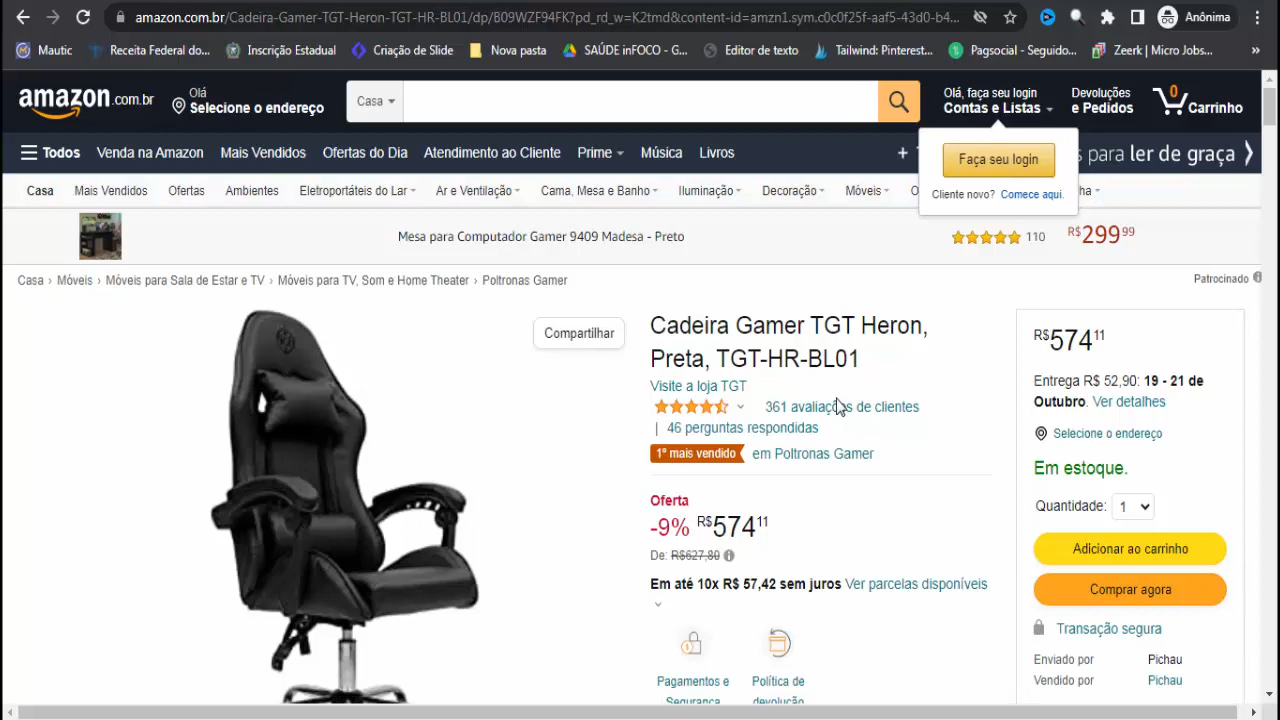 amazon.com.br/Cadeira-Gamer-TGT-Heron-TGT-HR-BL01/dp/B09WZF94FK?pd_rd_w=K2tmd&content-id=amzn1.sym.c0c0f25f-aaf5-43d0-b4...
Anônima
Mautic
Receita Federal do...
Inscrição Estadual
Criação de Slide
Nova pasta
SAÚDE inFOCO - G...
Editor de texto
Tailwind: Pinterest...
Pagsocial - Seguido...
Zeerk | Micro Jobs...
»
amazon.com.br
Olá
Selecione o endereço
Casa
Olá, faça seu login
Contas e Listas
Devoluções
e Pedidos
0
Carrinho
Todos
Venda na Amazon
Mais Vendidos
Ofertas do Dia
Atendimento ao Cliente
Prime
Música
Livros
s para ler de graça
Faça seu login
Cliente novo? Comece aqui.
Casa
Mais Vendidos
Ofertas
Ambientes
Eletroportáteis do Lar
Ar e Ventilação
Cama, Mesa e Banho
Iluminação
Decoração
Móveis
Mesa para Computador Gamer 9409 Madesa - Preto
110
R$299 99
Casa › Móveis › Móveis para Sala de Estar e TV › Móveis para TV, Som e Home Theater › Poltronas Gamer
Patrocinado
Compartilhar
Cadeira Gamer TGT Heron,
Preta, TGT-HR-BL01
Visite a loja TGT
361 avaliações de clientes
| 46 perguntas respondidas
1º mais vendido em Poltronas Gamer
Oferta
-9% R$574 11
De: R$627,80
Em até 10x R$ 57,42 sem juros Ver parcelas disponíveis
Pagamentos e
Segurança
Política de
devolução
R$574 11
Entrega R$ 52,90: 19 - 21 de
Outubro. Ver detalhes
Selecione o endereço
Em estoque.
Quantidade: 1
Adicionar ao carrinho
Comprar agora
Transação segura
Enviado por Pichau
Vendido por Pichau